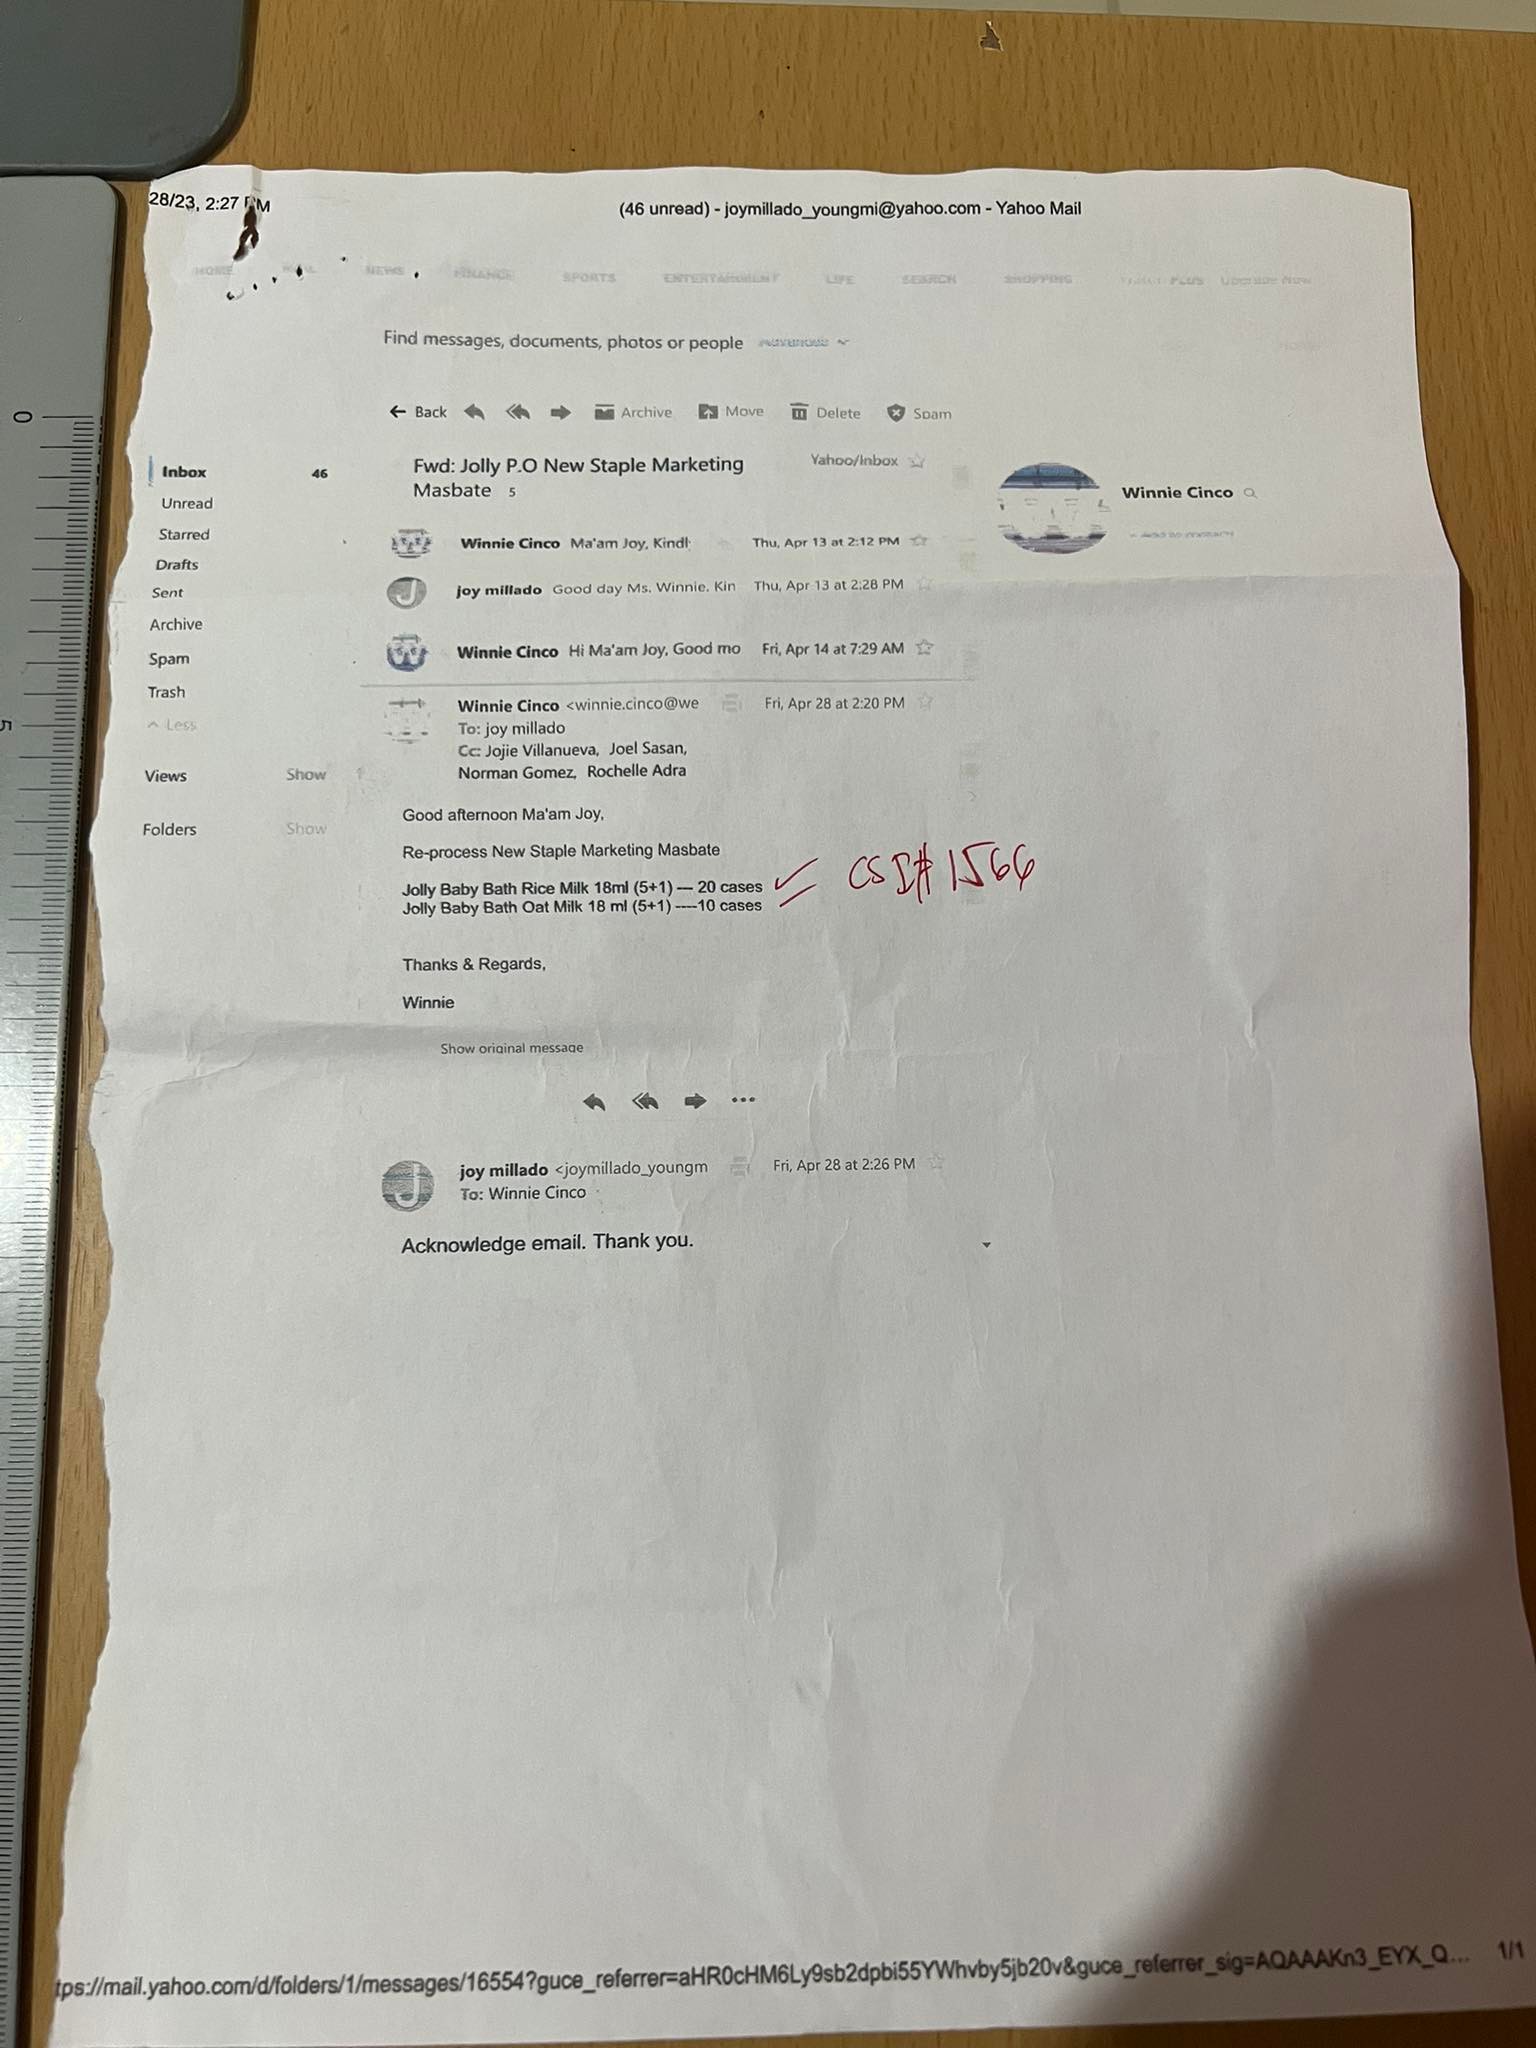 28/23, 2:27 PM
(46 unread) - joymillado_youngmi@yahoo.com - Yahoo Mail
HOME MAIL NEWS FINANCE SPORTS ENTERTAINMENT LIFE SEARCH SHOPPING PLUS Upgrade Now
Find messages, documents, photos or people Advanced
Back Archive Move Delete Spam
Inbox 46
Unread
Starred
Drafts
Sent
Archive
Spam
Trash
Less
Views Show
Folders Show
Fwd: Jolly P.O New Staple Marketing
Masbate 5
Yahoo/Inbox
Winnie Cinco
+ Add to contacts
Winnie Cinco Ma'am Joy, Kindl Thu, Apr 13 at 2:12 PM
joy millado Good day Ms. Winnie. Kin Thu, Apr 13 at 2:28 PM
Winnie Cinco Hi Ma'am Joy, Good mo Fri, Apr 14 at 7:29 AM
Winnie Cinco <winnie.cinco@we Fri, Apr 28 at 2:20 PM
To: joy millado
Cc: Jojie Villanueva, Joel Sasan,
Norman Gomez, Rochelle Adra
Good afternoon Ma'am Joy,
Re-process New Staple Marketing Masbate
Jolly Baby Bath Rice Milk 18ml (5+1) --- 20 cases
Jolly Baby Bath Oat Milk 18 ml (5+1) ----10 cases
CSI# 1566
Thanks & Regards,
Winnie
Show original message
joy millado <joymillado_youngm Fri, Apr 28 at 2:26 PM
To: Winnie Cinco
Acknowledge email. Thank you.
tps://mail.yahoo.com/d/folders/1/messages/16554?guce_referrer=aHR0cHM6Ly9sb2dpbi55YWhvby5jb20v&guce_referrer_sig=AQAAAKn3_EYX_Q... 1/1
0
5